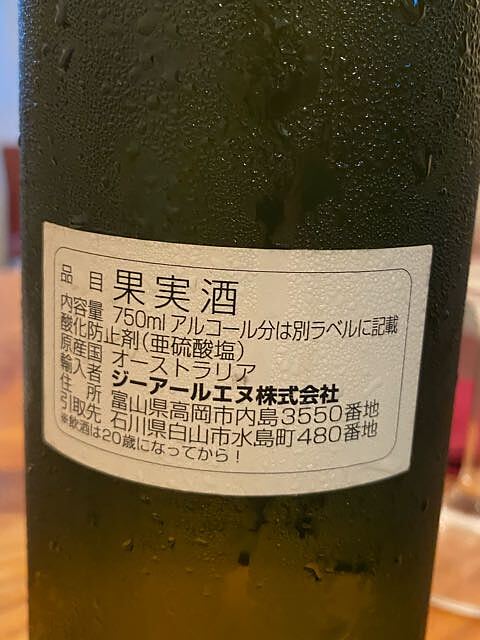 品目 果実酒
内容量 750ml アルコール分は別ラベルに記載
酸化防止剤(亜硫酸塩)
原産国 オーストラリア
輸入者 ジーアールエヌ株式会社
住所 富山県高岡市内島3550番地
引取先 石川県白山市水島町480番地
※飲酒は20歳になってから!